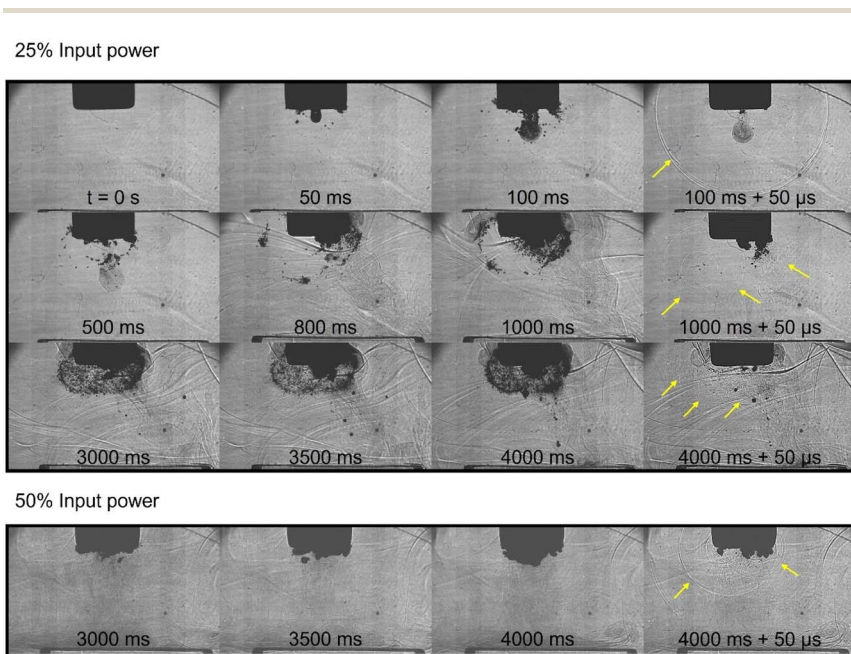 25% Input power
t = 0 s
50 ms
100 ms
100 ms + 50 µs
500 ms
800 ms
1000 ms
1000 ms + 50 µs
3000 ms
3500 ms
4000 ms
4000 ms + 50 µs
50% Input power
3000 ms
3500 ms
4000 ms
4000 ms + 50 µs